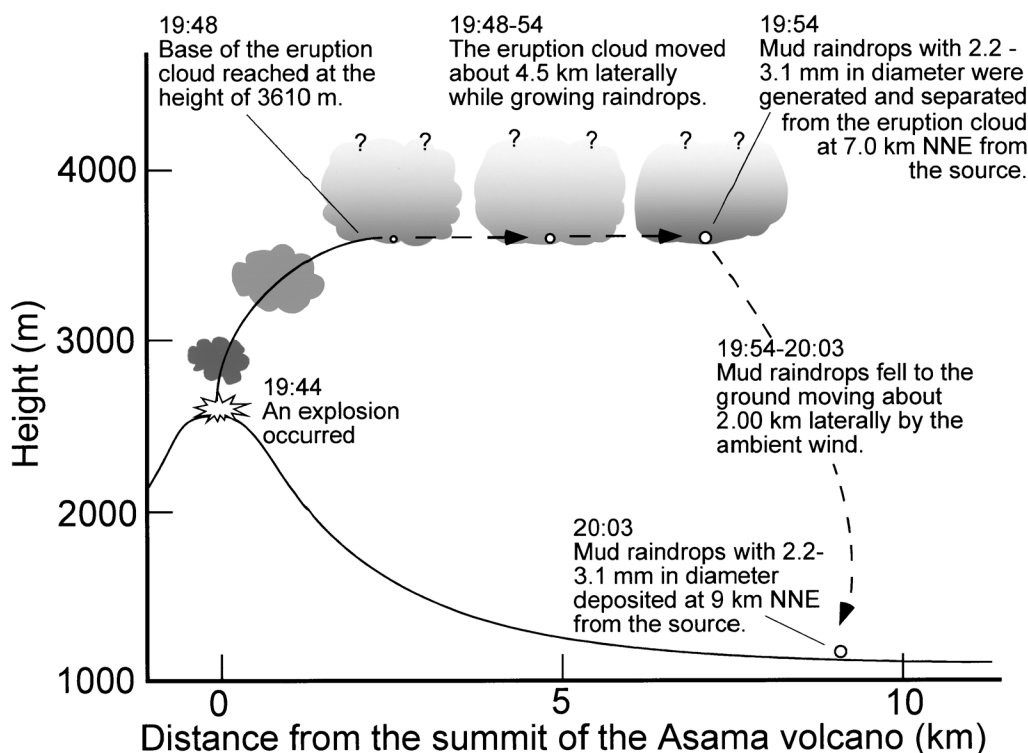 19:48
Base of the eruption
cloud reached at the
height of 3610 m.
19:48-54
The eruption cloud moved
about 4.5 km laterally
while growing raindrops.
19:54
Mud raindrops with 2.2 -
3.1 mm in diameter were
generated and separated
from the eruption cloud
at 7.0 km NNE from
the source.
? ? ? ? ? ?
4000
3000
2000
1000
Height (m)
19:44
An explosion
occurred
19:54-20:03
Mud raindrops fell to the
ground moving about
2.00 km laterally by the
ambient wind.
20:03
Mud raindrops with 2.2-
3.1 mm in diameter
deposited at 9 km NNE
from the source.
0 5 10
Distance from the summit of the Asama volcano (km)